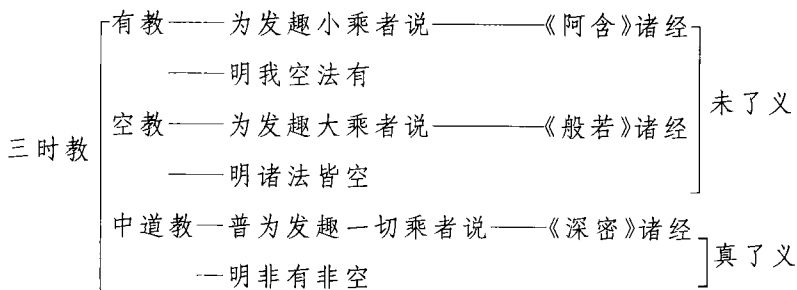 有教——为发趣小乘者说———《阿含》诸经
——明我空法有
未了义
三时教
空教——为发趣大乘者说———《般若》诸经
——明诸法皆空
中道教—普为发趣一切乘者说——《深密》诸经
真了义
—明非有非空